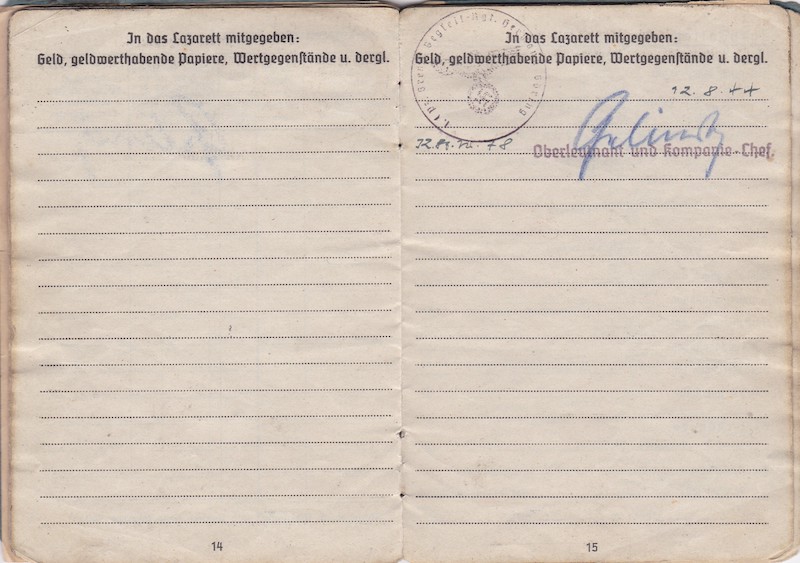 In das Lazarett mitgegeben:
Geld, geldwerthabende Papiere, Wertgegenstände u. dergl.
14
In das Lazarett mitgegeben:
Geld, geldwerthabende Papiere, Wertgegenstände u. dergl.
12.8.44
Oberleutnant und Kompanie-Chef.
15